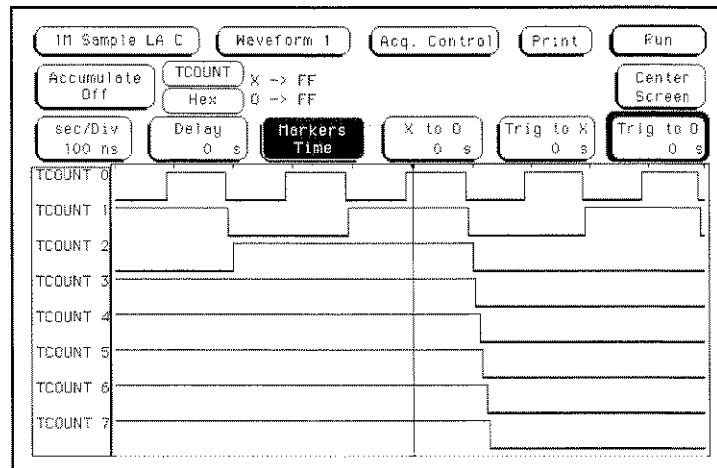 1M Sample LA C Waveform 1 Acq. Control Print Run
Accumulate Off TCOUNT Hex X -> FF O -> FF Center Screen
sec/Div 100 ns Delay 0 s Markers Time X to O 0 s Trig to X 0 s Trig to O 0 s
TCOUNT 0
TCOUNT 1
TCOUNT 2
TCOUNT 3
TCOUNT 4
TCOUNT 5
TCOUNT 6
TCOUNT 7